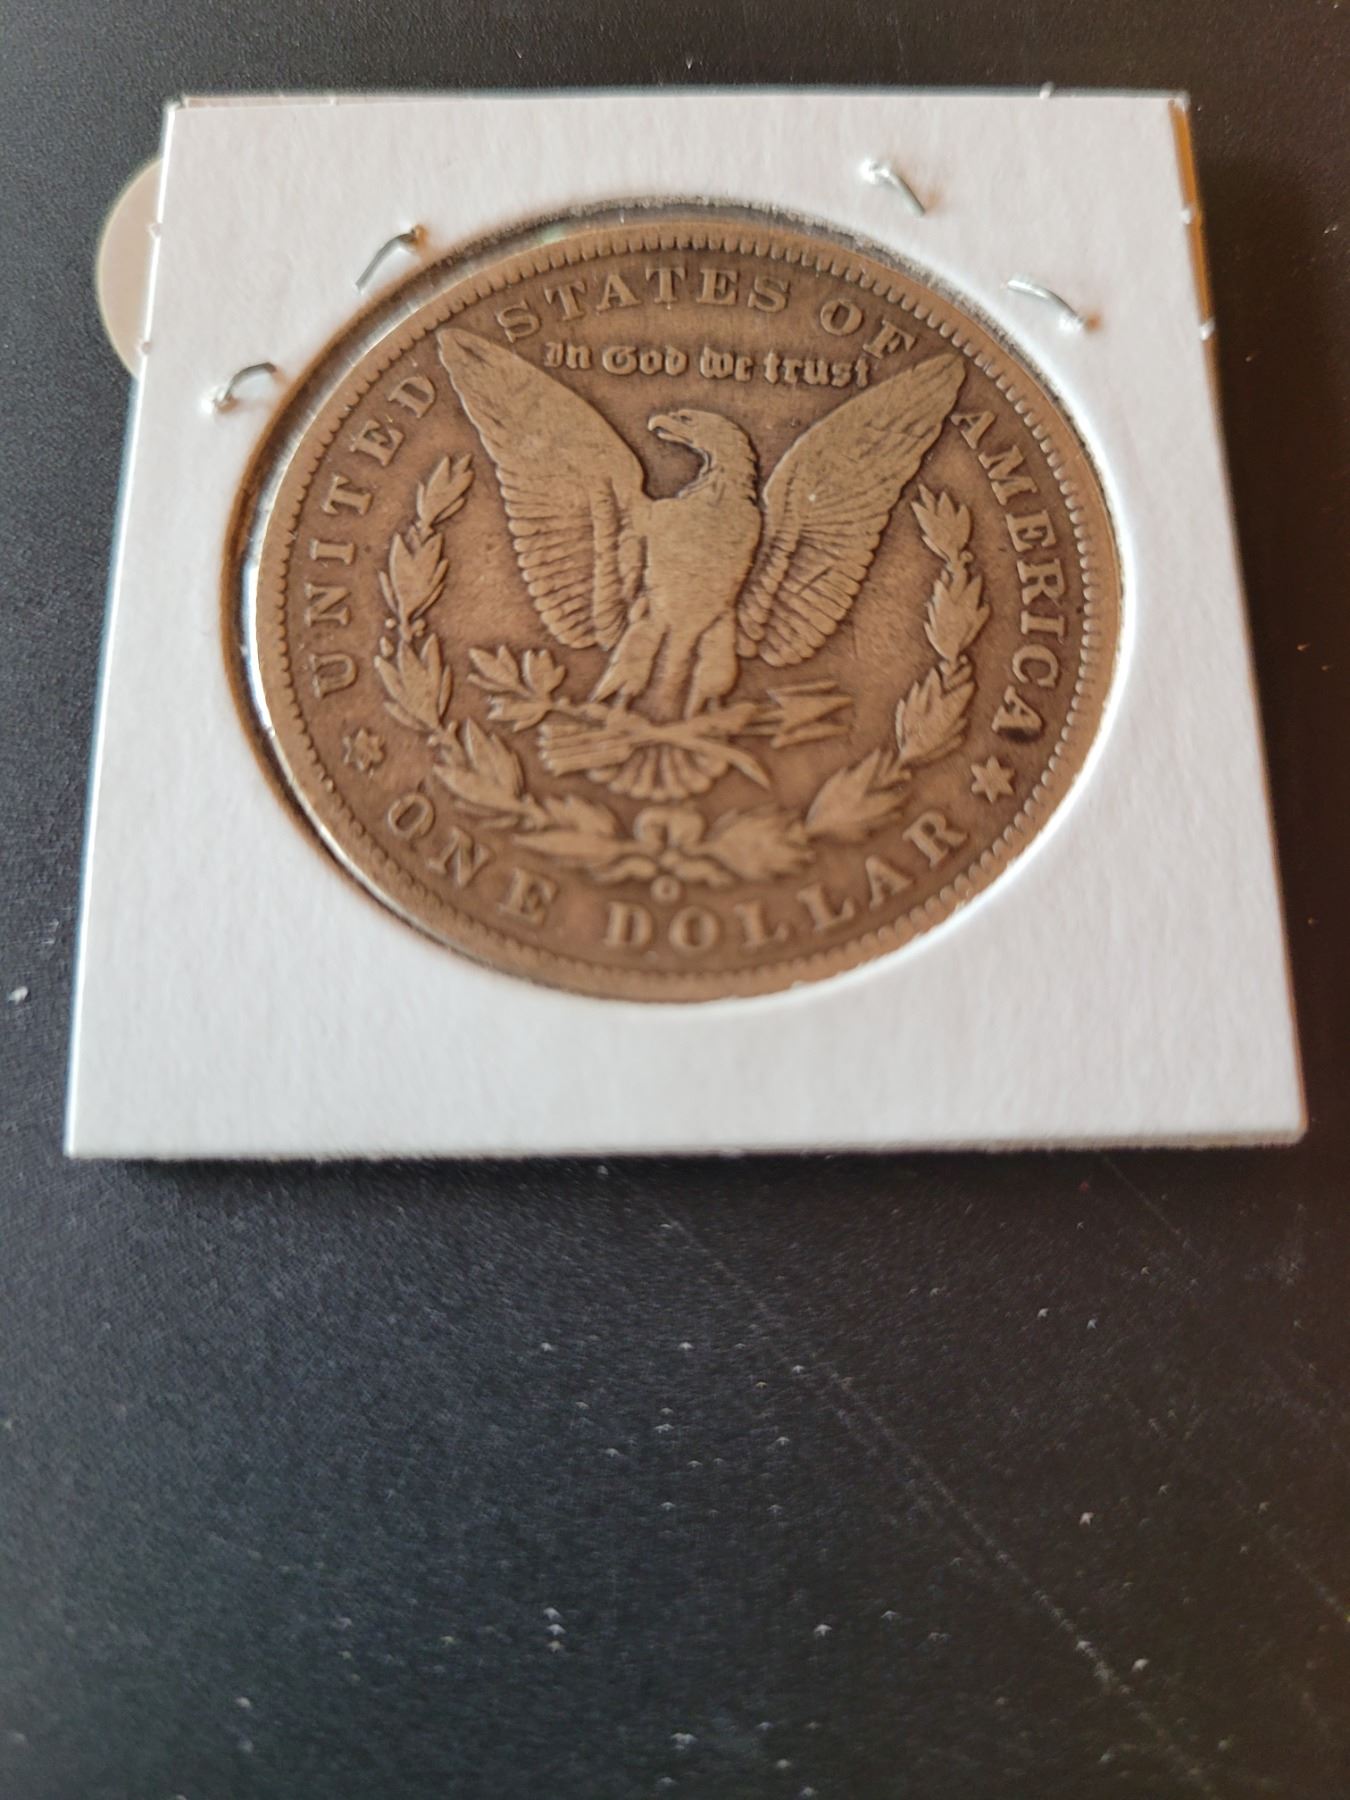 UNITED STATES OF AMERICA
In God we trust
O
ONE DOLLAR